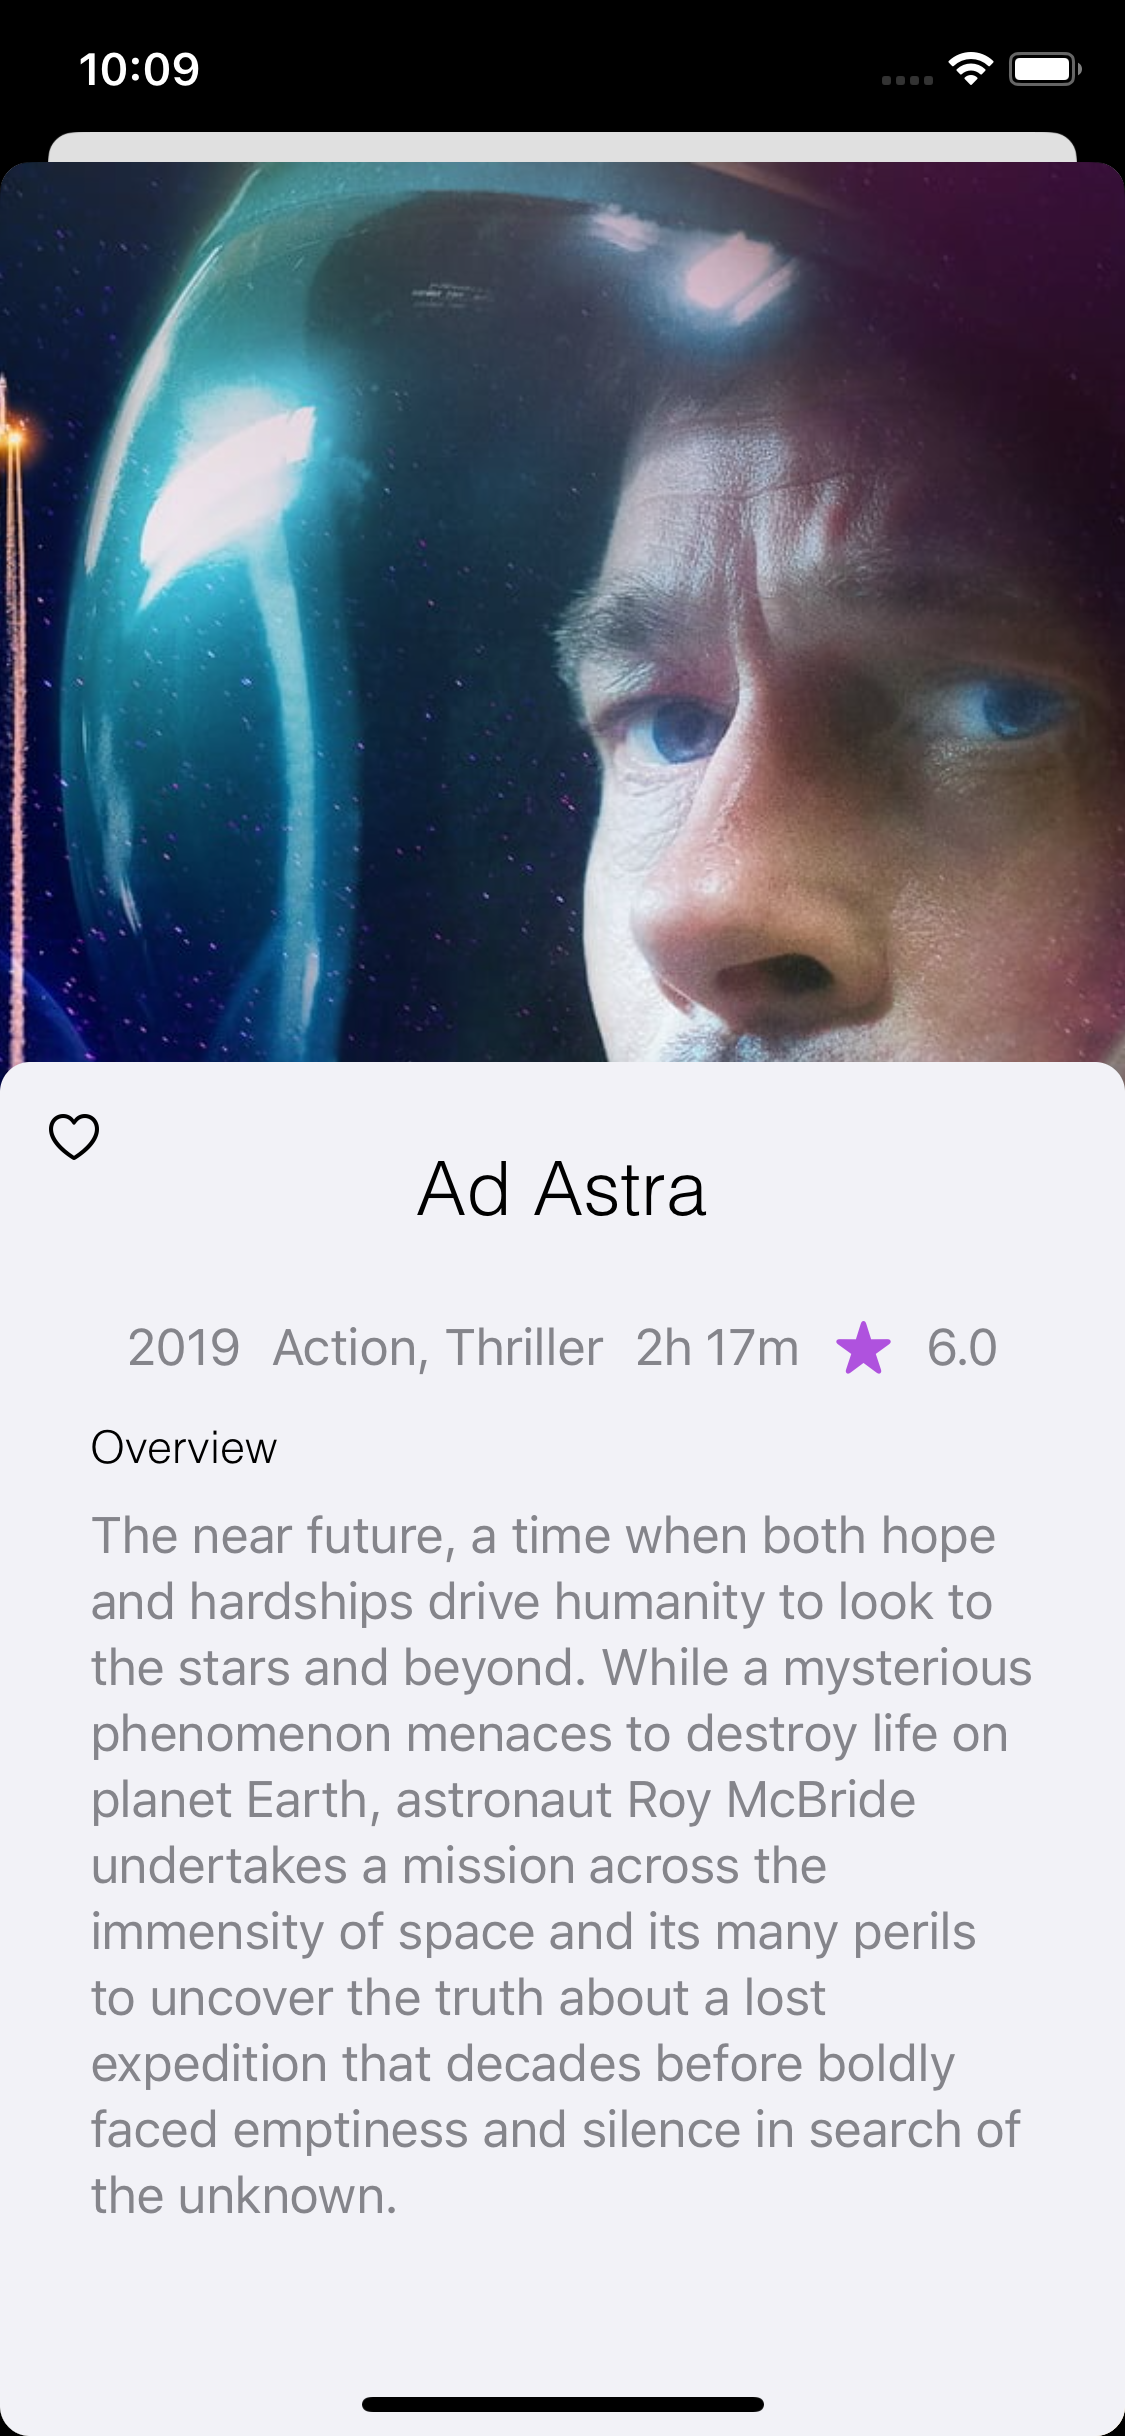 10:09
Ad Astra
2019 Action, Thriller 2h 17m 6.0
Overview
The near future, a time when both hope
and hardships drive humanity to look to
the stars and beyond. While a mysterious
phenomenon menaces to destroy life on
planet Earth, astronaut Roy McBride
undertakes a mission across the
immensity of space and its many perils
to uncover the truth about a lost
expedition that decades before boldly
faced emptiness and silence in search of
the unknown.